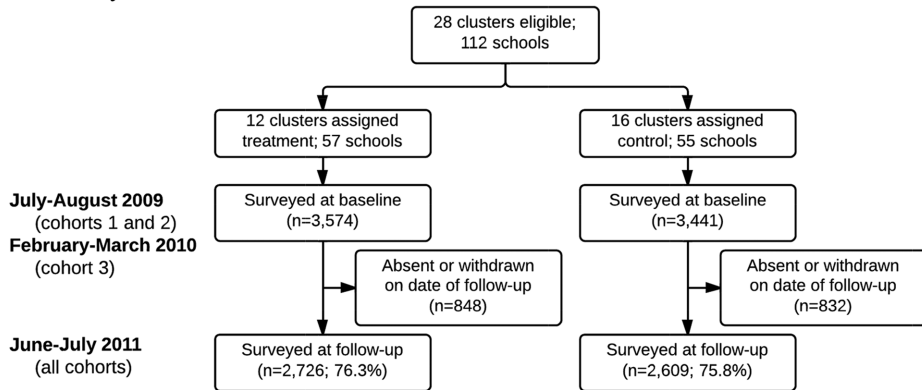 28 clusters eligible;
112 schools
12 clusters assigned
treatment; 57 schools
16 clusters assigned
control; 55 schools
July-August 2009
(cohorts 1 and 2)
February-March 2010
(cohort 3)
Surveyed at baseline
(n=3,574)
Surveyed at baseline
(n=3,441)
Absent or withdrawn
on date of follow-up
(n=848)
Absent or withdrawn
on date of follow-up
(n=832)
June-July 2011
(all cohorts)
Surveyed at follow-up
(n=2,726; 76.3%)
Surveyed at follow-up
(n=2,609; 75.8%)